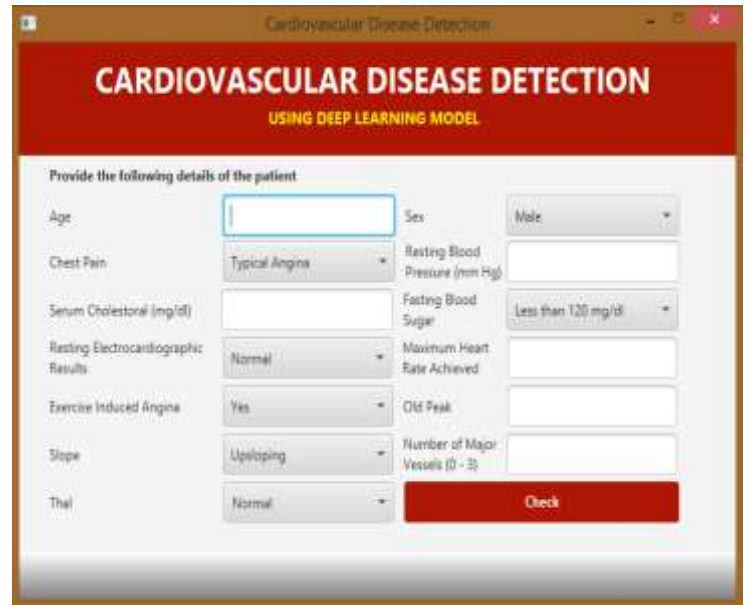 Cardiovascular Disease Detection
CARDIOVASCULAR DISEASE DETECTION
USING DEEP LEARNING MODEL
Provide the following details of the patient
Age
Sex
Male
Chest Pain
Typical Angina
Resting Blood
Pressure (mm Hg)
Serum Cholestoral (mg/dl)
Fasting Blood
Sugar
Less than 120 mg/dl
Resting Electrocardiographic
Results
Normal
Maximum Heart
Rate Achieved
Exercise Induced Angina
Yes
Old Peak
Slope
Upsloping
Number of Major
Vessels (0 - 3)
Thal
Normal
Check